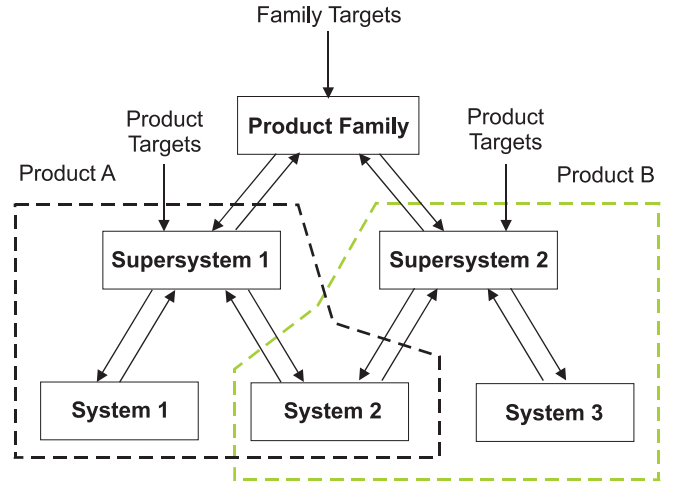 Family Targets
Product Family
Product
Targets
Product
Targets
Product A
Product B
Supersystem 1
Supersystem 2
System 1
System 2
System 3